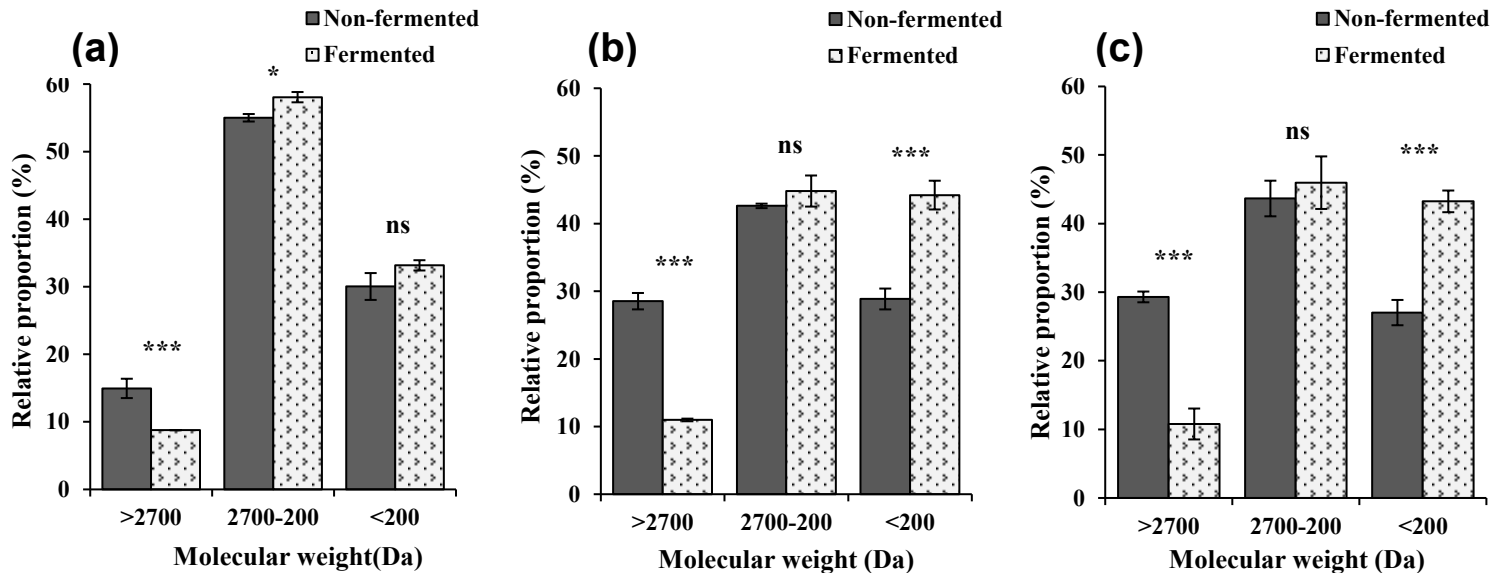 (a)
Non-fermented
Fermented
Relative proportion (%)
60
50
40
30
20
10
0
***
*
ns
>2700
2700-200
<200
Molecular weight(Da)
(b)
Non-fermented
Fermented
Relative proportion (%)
60
50
40
30
20
10
0
***
ns
***
>2700
2700-200
<200
Molecular weight (Da)
(c)
Non-fermented
Fermented
Relative proportion (%)
60
50
40
30
20
10
0
***
ns
***
>2700
2700-200
<200
Molecular weight (Da)